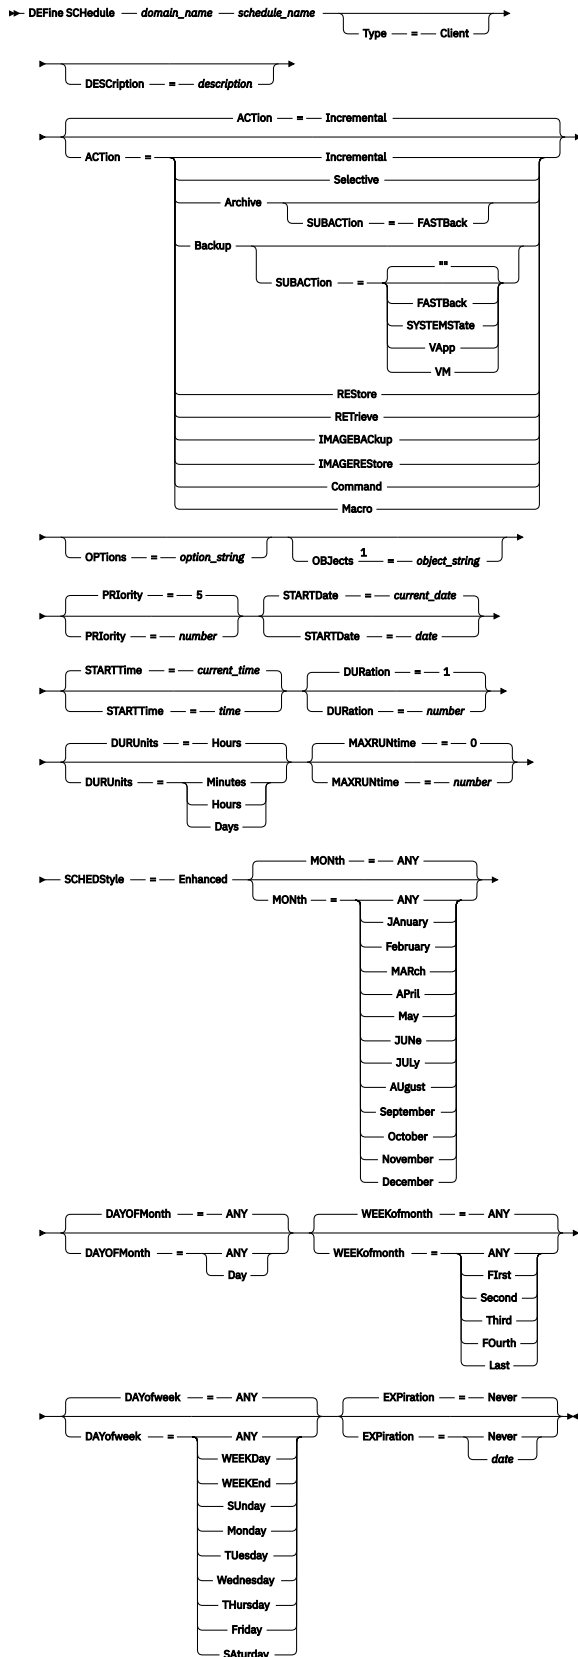 DEFine SCHedule domain_name schedule_name
Type = Client
DESCription = description
ACTion = Incremental
ACTion = Incremental
Selective
Archive
SUBACTion = FASTBack
Backup
""
SUBACTion =
FASTBack
SYSTEMSTate
VApp
VM
REStore
RETrieve
IMAGEBACkup
IMAGEREStore
Command
Macro
OPTions = option_string
OBJects 1 = object_string
PRIority = 5
STARTDate = current_date
PRIority = number
STARTDate = date
STARTTime = current_time
DURation = 1
STARTTime = time
DURation = number
DURUnits = Hours
MAXRUNtime = 0
DURUnits = Minutes
MAXRUNtime = number
Hours
Days
MONth = ANY
SCHEDStyle = Enhanced
MONth = ANY
JAnuary
February
MARch
APril
May
JUNe
JULy
AUgust
September
October
November
December
DAYOFMonth = ANY
WEEKofmonth = ANY
DAYOFMonth = ANY
WEEKofmonth = ANY
Day
FIrst
Second
Third
FOurth
Last
DAYofweek = ANY
EXPiration = Never
DAYofweek = ANY
EXPiration = Never
WEEKDay
date
WEEKEnd
SUnday
Monday
TUesday
Wednesday
THursday
Friday
SAturday